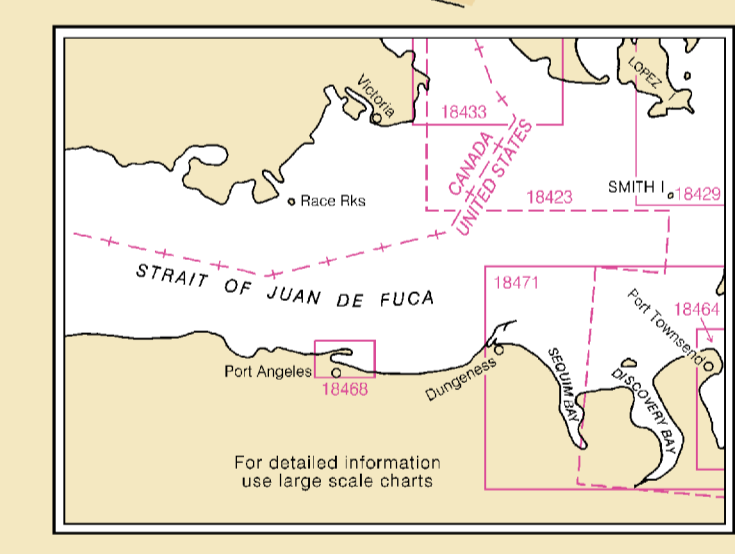 LOPEZ
Victoria
18433
CANADA
UNITED STATES
18423
SMITH I.
18429
Race Rks
STRAIT OF JUAN DE FUCA
18471
Port Townsend
18464
Port Angeles
18468
Dungeness
SEQUIM BAY
DISCOVERY BAY
For detailed information
use large scale charts